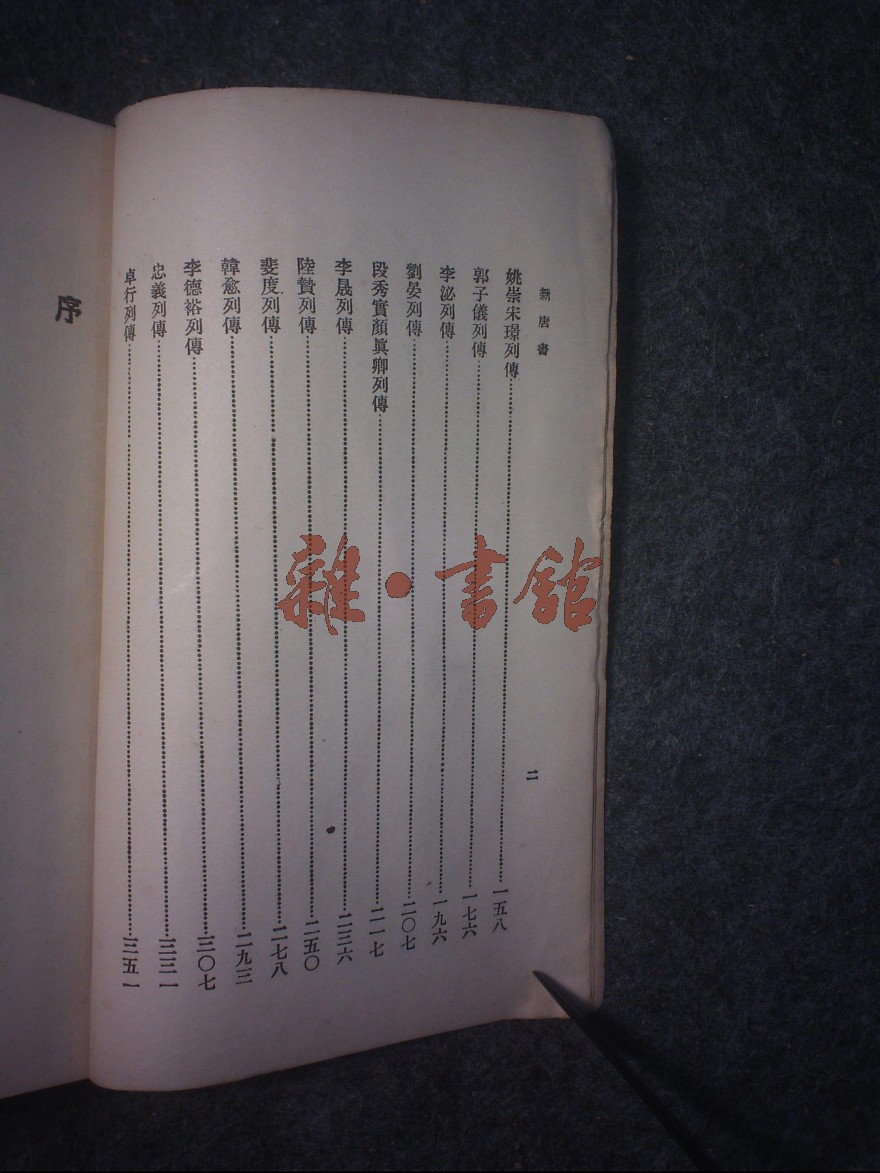 新唐書
二
姚崇宋璟列傳……一五八
郭子儀列傳……一七六
李泌列傳……一九六
劉晏列傳……二〇七
段秀實顏眞卿列傳……二一七
李晟列傳……二三六
陸贄列傳……二五〇
裴度列傳……二七八
韓愈列傳……二九三
李德裕列傳……三〇七
忠義列傳……三三一
卓行列傳……三五一
序
雜·書館